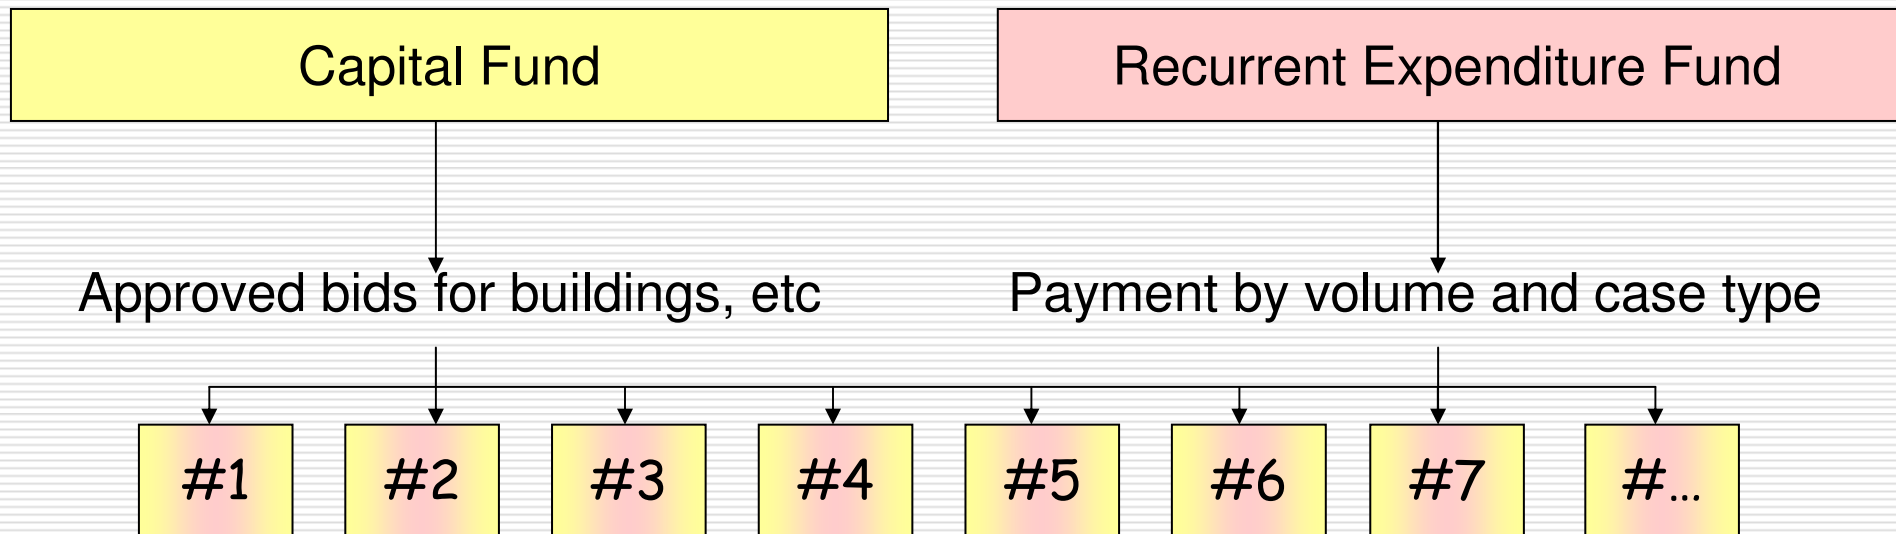 Capital Fund
Recurrent Expenditure Fund
Approved bids for buildings, etc
Payment by volume and case type
#1
#2
#3
#4
#5
#6
#7
#...